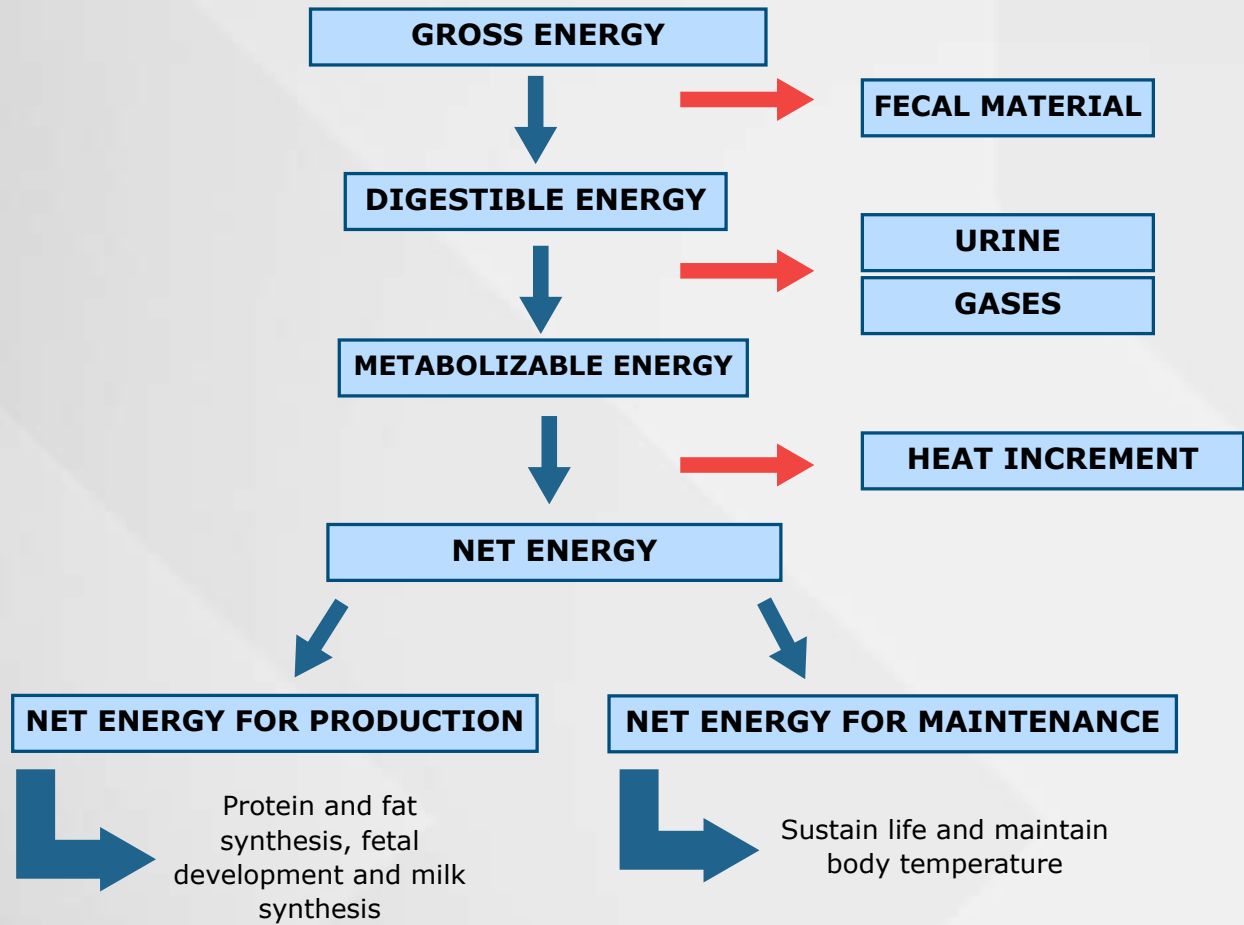 GROSS ENERGY
FECAL MATERIAL
DIGESTIBLE ENERGY
URINE
GASES
METABOLIZABLE ENERGY
HEAT INCREMENT
NET ENERGY
NET ENERGY FOR PRODUCTION
NET ENERGY FOR MAINTENANCE
Protein and fat
synthesis, fetal
development and milk
synthesis
Sustain life and maintain
body temperature